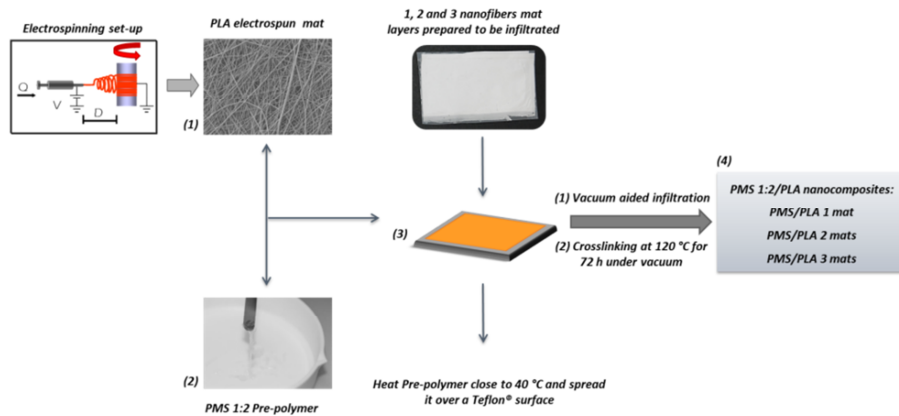 Electrospinning set-up
Q
V
D
PLA electrospun mat
(1)
1, 2 and 3 nanofibers mat
layers prepared to be infiltrated
(2)
PMS 1:2 Pre-polymer
(3)
Heat Pre-polymer close to 40 °C and spread
it over a Teflon® surface
(1) Vacuum aided infiltration
(2) Crosslinking at 120 °C for
72 h under vacuum
(4)
PMS 1:2/PLA nanocomposites:
PMS/PLA 1 mat
PMS/PLA 2 mats
PMS/PLA 3 mats